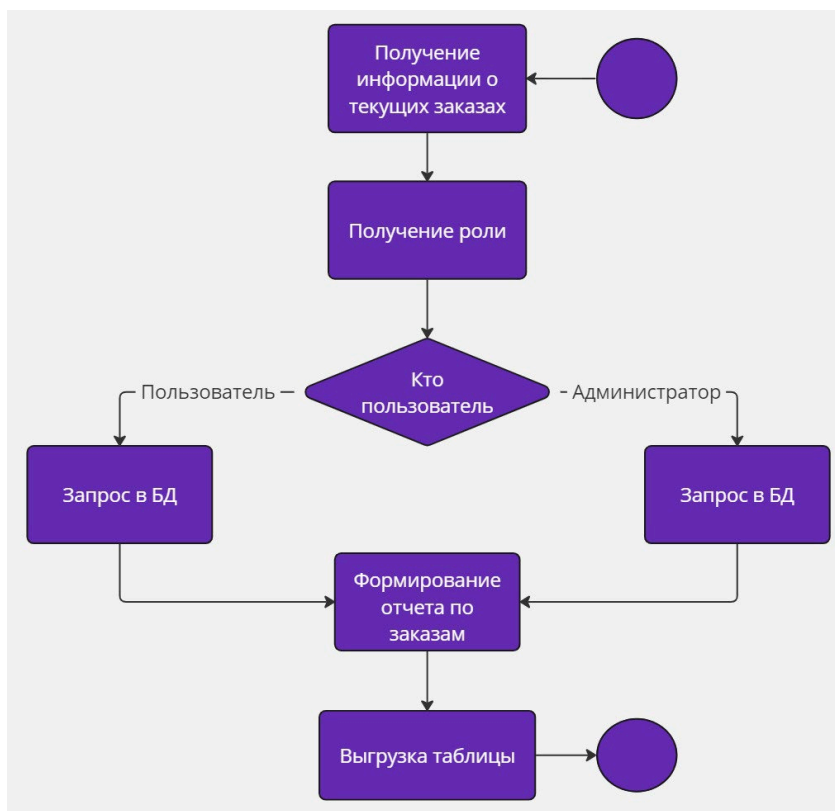 Получение
информации о
текущих заказах
Получение роли
Кто
пользователь
Пользователь
Администратор
Запрос в БД
Запрос в БД
Формирование
отчета по
заказам
Выгрузка таблицы